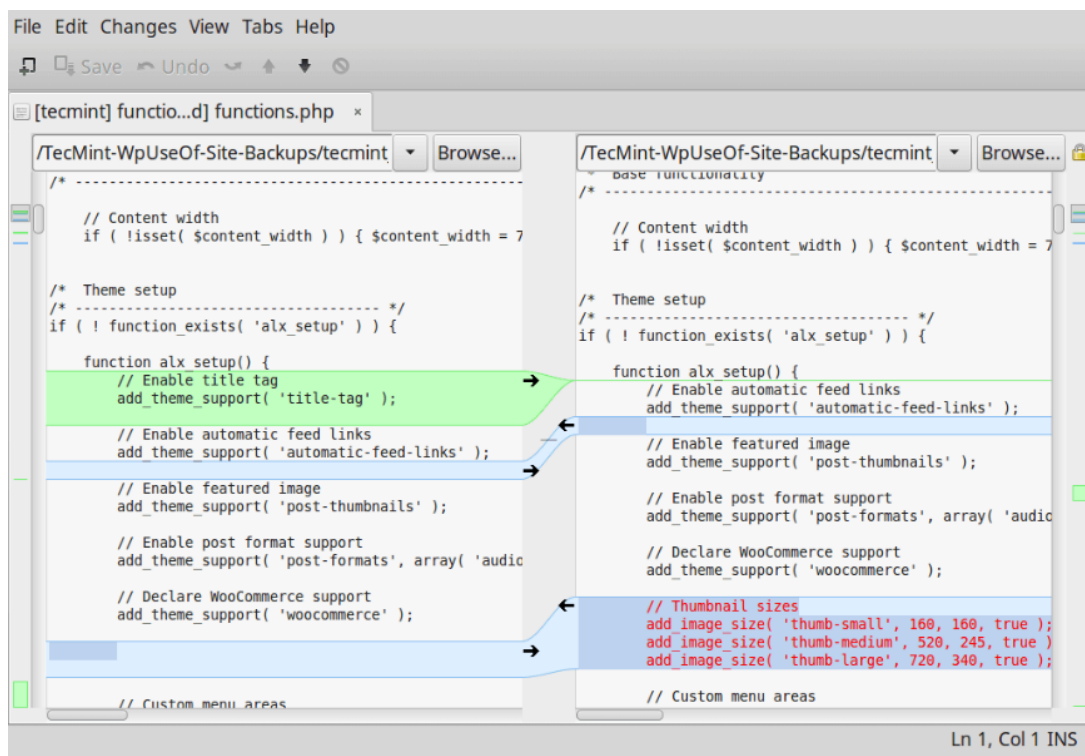 File Edit Changes View Tabs Help
Save Undo
[tecmint] functio...d] functions.php ×
/TecMint-WpUseOf-Site-Backups/tecmint Browse...
/* ------------------------------------------------------
// Content width
if ( !isset( $content_width ) ) { $content_width = 7
/*  Theme setup
/* ------------------------------------ */
if ( ! function_exists( 'alx_setup' ) ) {
function alx_setup() {
// Enable title tag
add_theme_support( 'title-tag' );
// Enable automatic feed links
add_theme_support( 'automatic-feed-links' );
// Enable featured image
add_theme_support( 'post-thumbnails' );
// Enable post format support
add_theme_support( 'post-formats', array( 'audio
// Declare WooCommerce support
add_theme_support( 'woocommerce' );
// Custom menu areas
/TecMint-WpUseOf-Site-Backups/tecmint Browse...
*  Base functionality
/* ------------------------------------------------------
// Content width
if ( !isset( $content_width ) ) { $content_width = 7
/*  Theme setup
/* ------------------------------------ */
if ( ! function_exists( 'alx_setup' ) ) {
function alx_setup() {
// Enable automatic feed links
add_theme_support( 'automatic-feed-links' );
// Enable featured image
add_theme_support( 'post-thumbnails' );
// Enable post format support
add_theme_support( 'post-formats', array( 'audio
// Declare WooCommerce support
add_theme_support( 'woocommerce' );
// Thumbnail sizes
add_image_size( 'thumb-small', 160, 160, true );
add_image_size( 'thumb-medium', 520, 245, true )
add_image_size( 'thumb-large', 720, 340, true );
// Custom menu areas
Ln 1, Col 1 INS